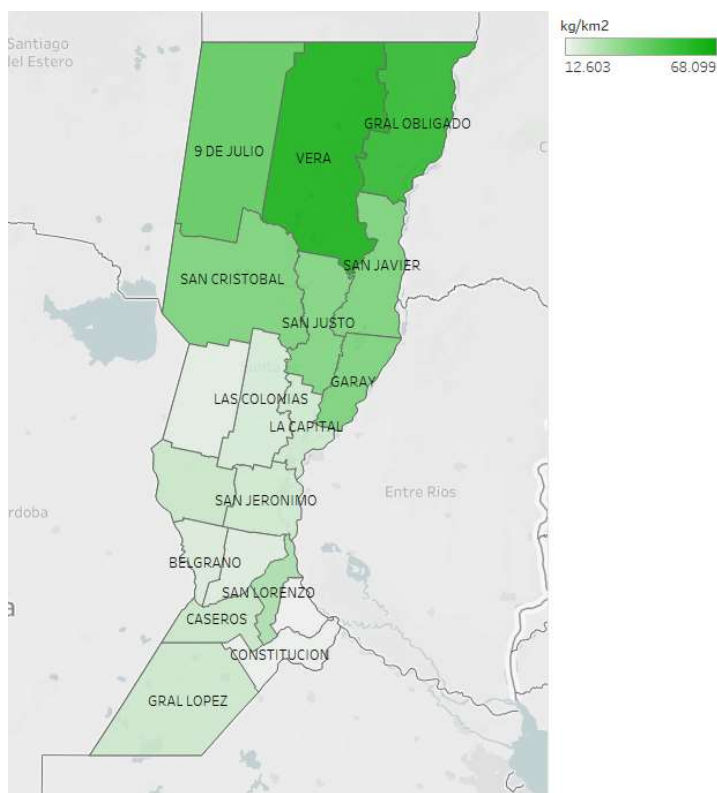 kg/km2
12.603 68.099
Santiago
del Estero
GRAL OBLIGADO
9 DE JULIO
VERA
SAN CRISTOBAL
SAN JAVIER
SAN JUSTO
GARAY
LAS COLONIAS
LA CAPITAL
Entre Rios
SAN JERONIMO
rdoba
BELGRANO
SAN LORENZO
a
CASEROS
CONSTITUCION
GRAL LOPEZ